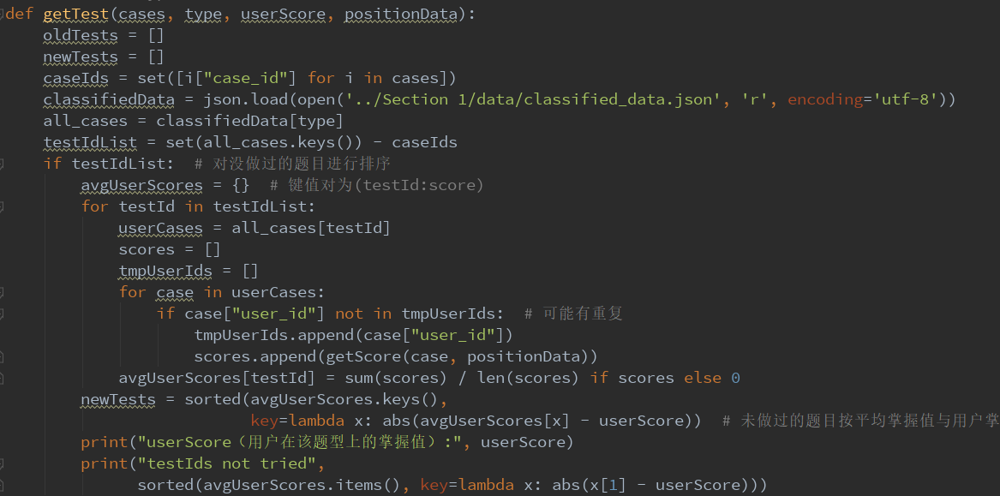 def getTest(cases, type, userScore, positionData):
    oldTests = []
    newTests = []
    caseIds = set([i["case_id"] for i in cases])
    classifiedData = json.load(open('../Section 1/data/classified_data.json', 'r', encoding='utf-8'))
    all_cases = classifiedData[type]
    testIdList = set(all_cases.keys()) - caseIds
    if testIdList:  # 对没做过的题目进行排序
        avgUserScores = {}  # 键值对为(testId:score)
        for testId in testIdList:
            userCases = all_cases[testId]
            scores = []
            tmpUserIds = []
            for case in userCases:
                if case["user_id"] not in tmpUserIds:  # 可能有重复
                    tmpUserIds.append(case["user_id"])
                    scores.append(getScore(case, positionData))
            avgUserScores[testId] = sum(scores) / len(scores) if scores else 0
        newTests = sorted(avgUserScores.keys(),
                          key=lambda x: abs(avgUserScores[x] - userScore))  # 未做过的题目按平均掌握值与用户掌
        print("userScore（用户在该题型上的掌握值）:", userScore)
        print("testIds not tried",
              sorted(avgUserScores.items(), key=lambda x: abs(x[1] - userScore)))